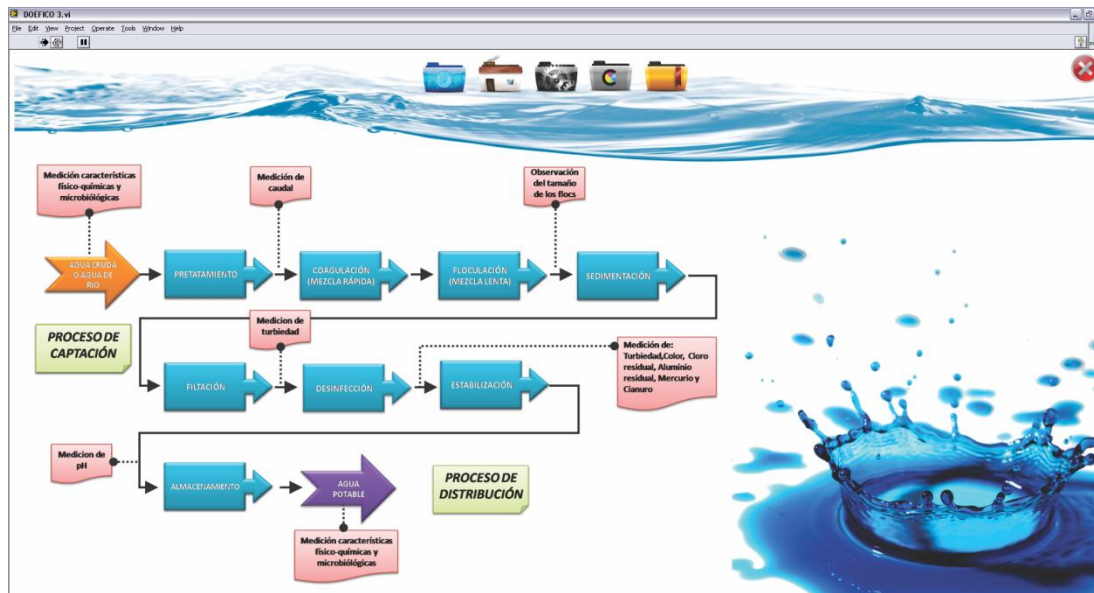 DOEFICO 3.vi
File Edit View Project Operate Tools Window Help
Medición características
físico-químicas y
microbiológicas
Medición de
caudal
Observación
del tamaño
de los flocs
AGUA CRUDA
O AGUA DE
RIO
PRETATAMIENTO
COAGULACIÓN
(MEZCLA RÁPIDA)
FLOCULACIÓN
(MEZCLA LENTA)
SEDIMENTACIÓN
PROCESO DE
CAPTACIÓN
Medicion de
turbiedad
Medición de:
Turbiedad,Color, Cloro
residual, Aluminio
residual, Mercurio y
Cianuro
FILTACIÓN
DESINFECCIÓN
ESTABILIZACIÓN
Medicion de
pH
ALMACENAMIENTO
AGUA
POTABLE
PROCESO DE
DISTRIBUCIÓN
Medición características
físico-químicas y
microbiológicas